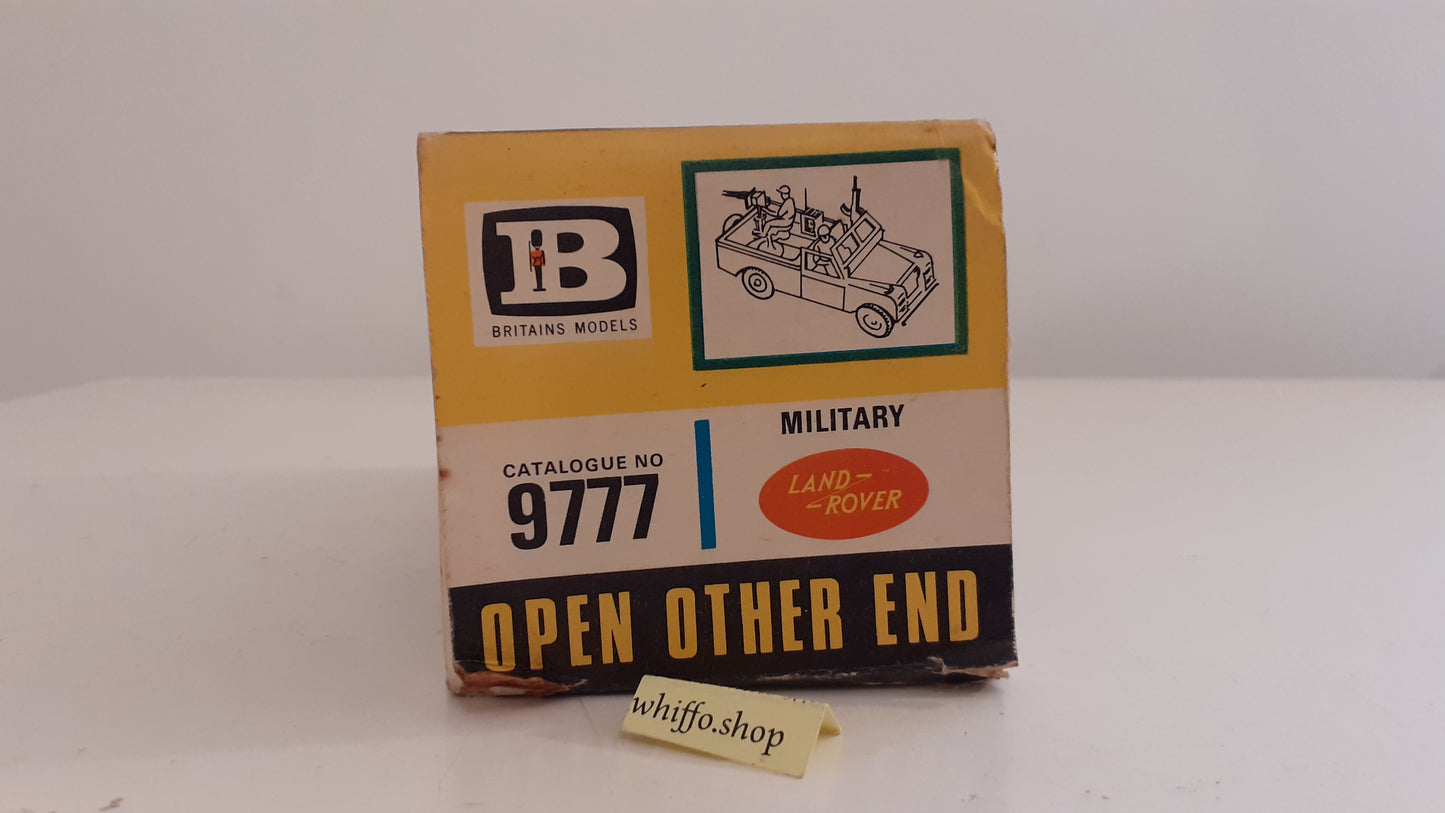 B
BRITAINS MODELS
CATALOGUE NO
9777
MILITARY
LAND
ROVER
OPEN OTHER END
whiffo.shop